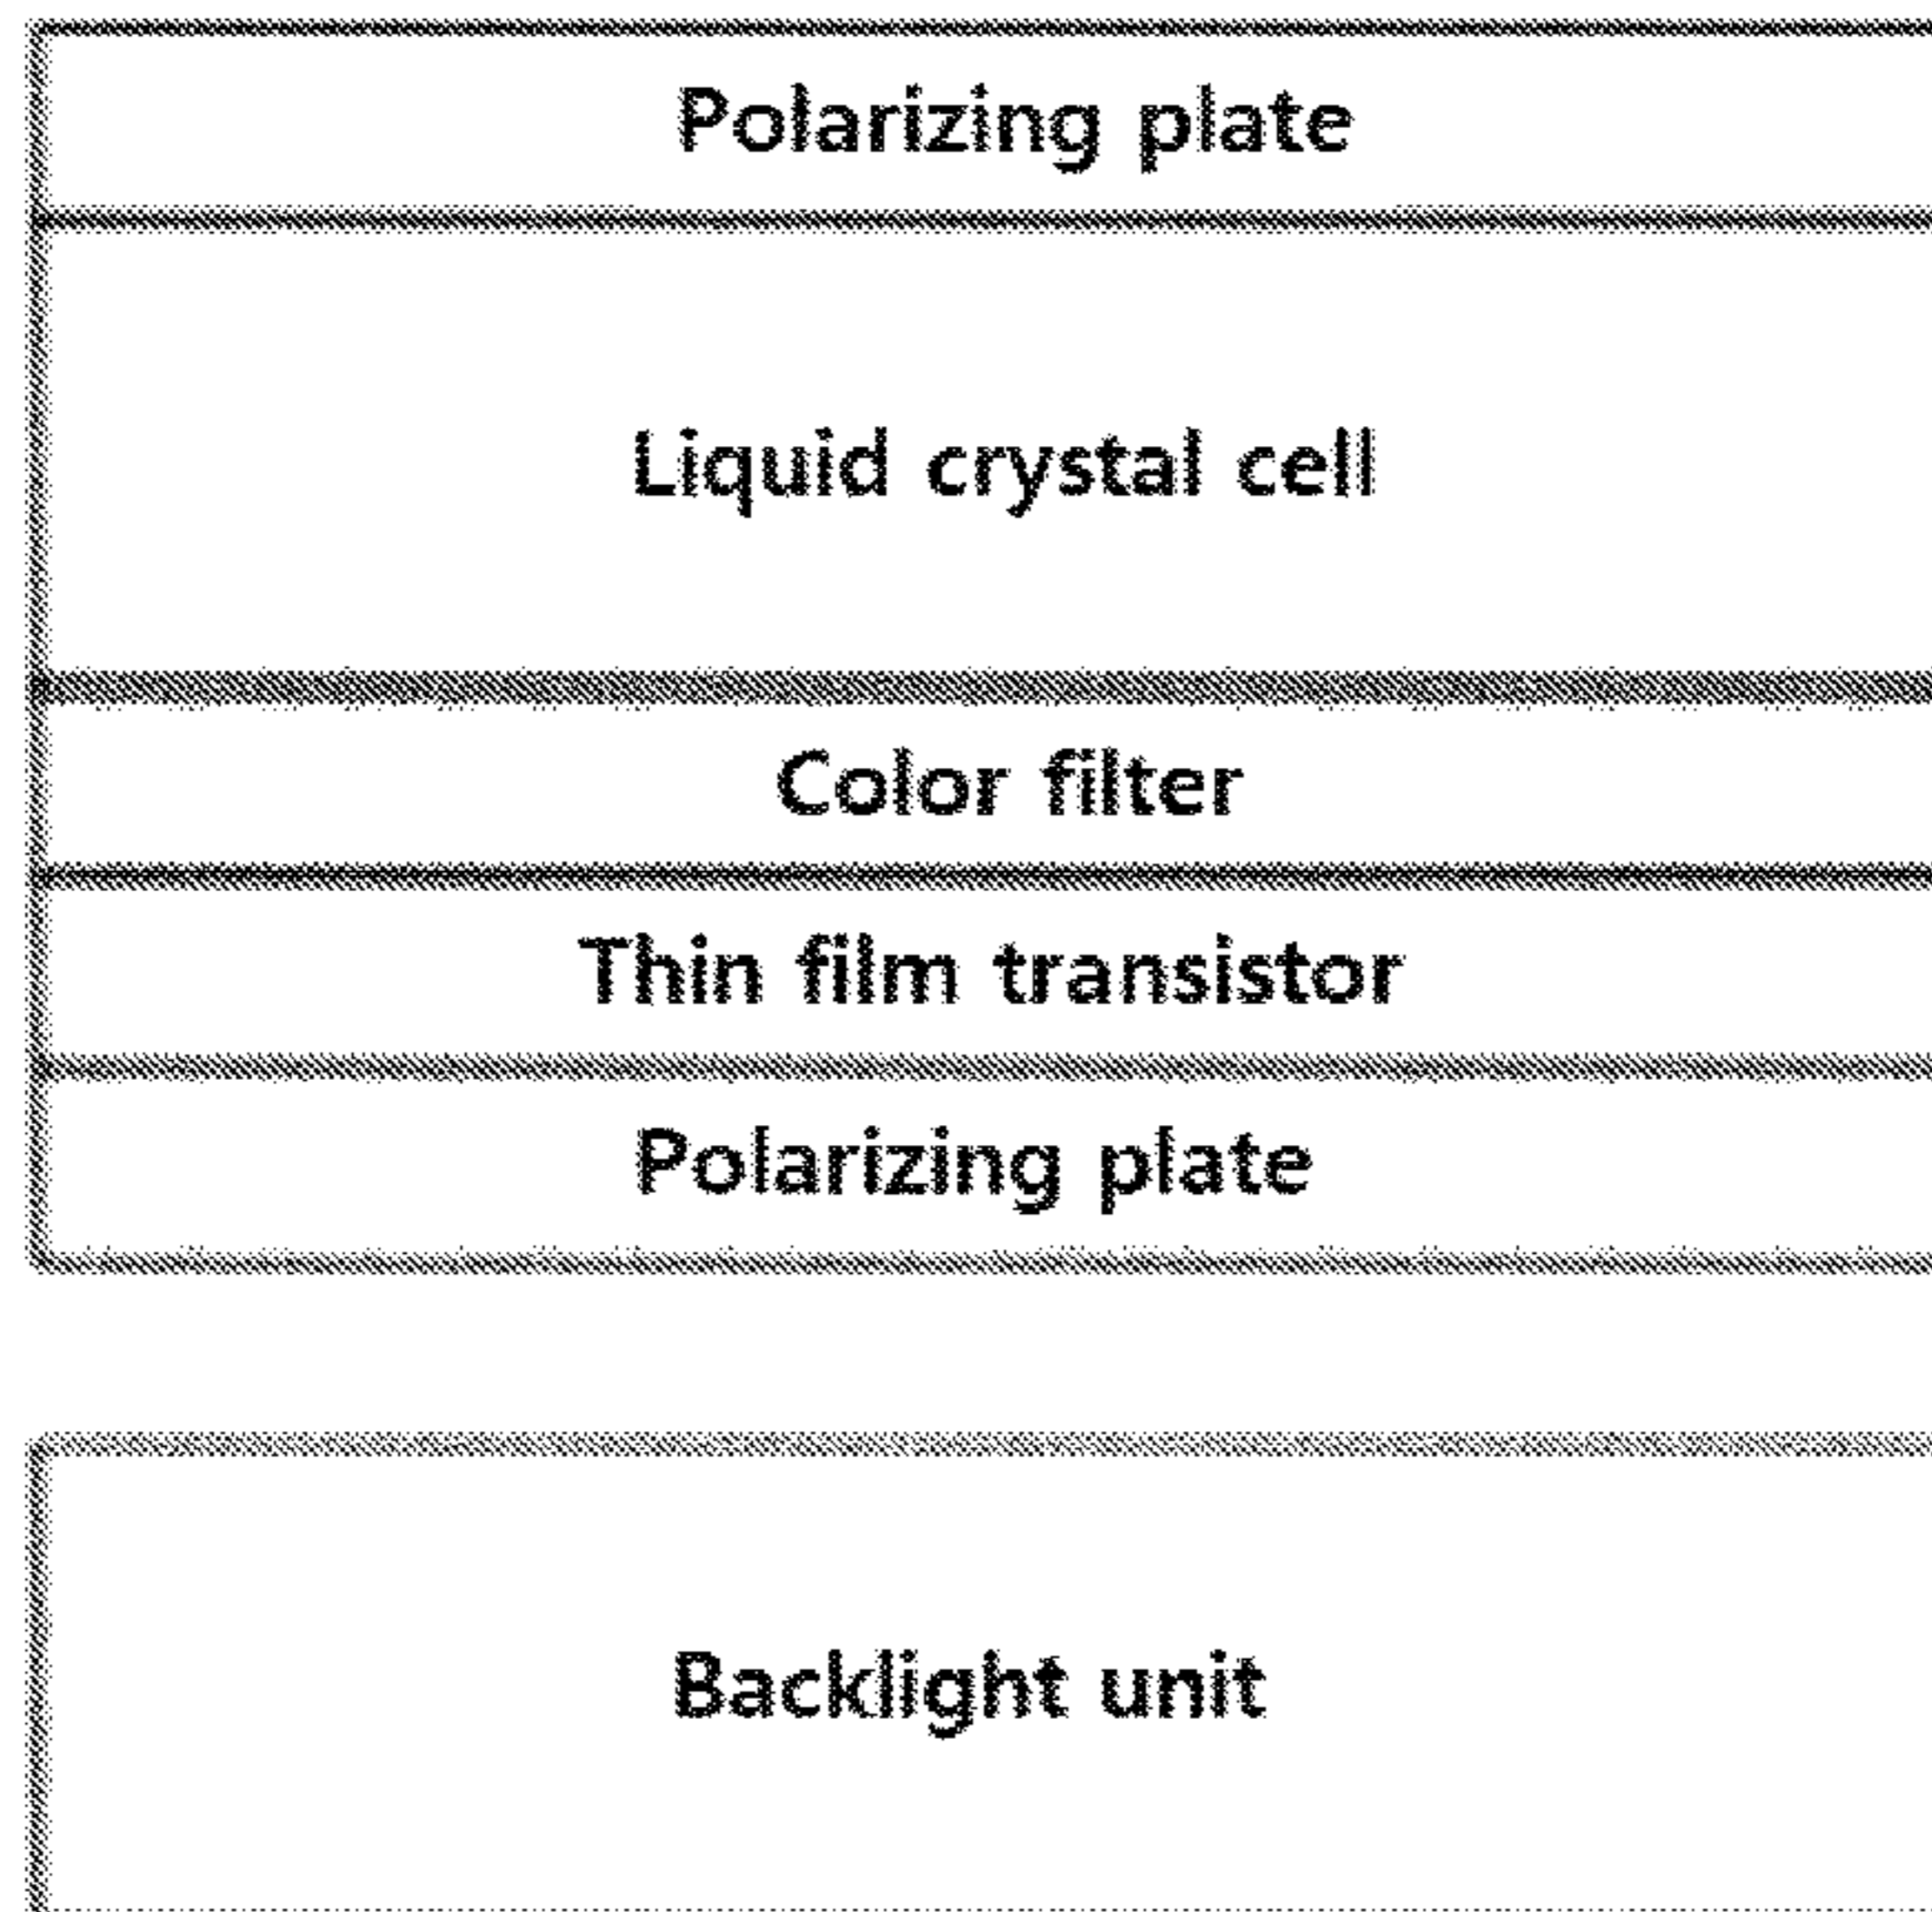 Polarizing plate
Liquid crystal cell
Color filter
Thin film transistor
Polarizing plate
Backlight unit